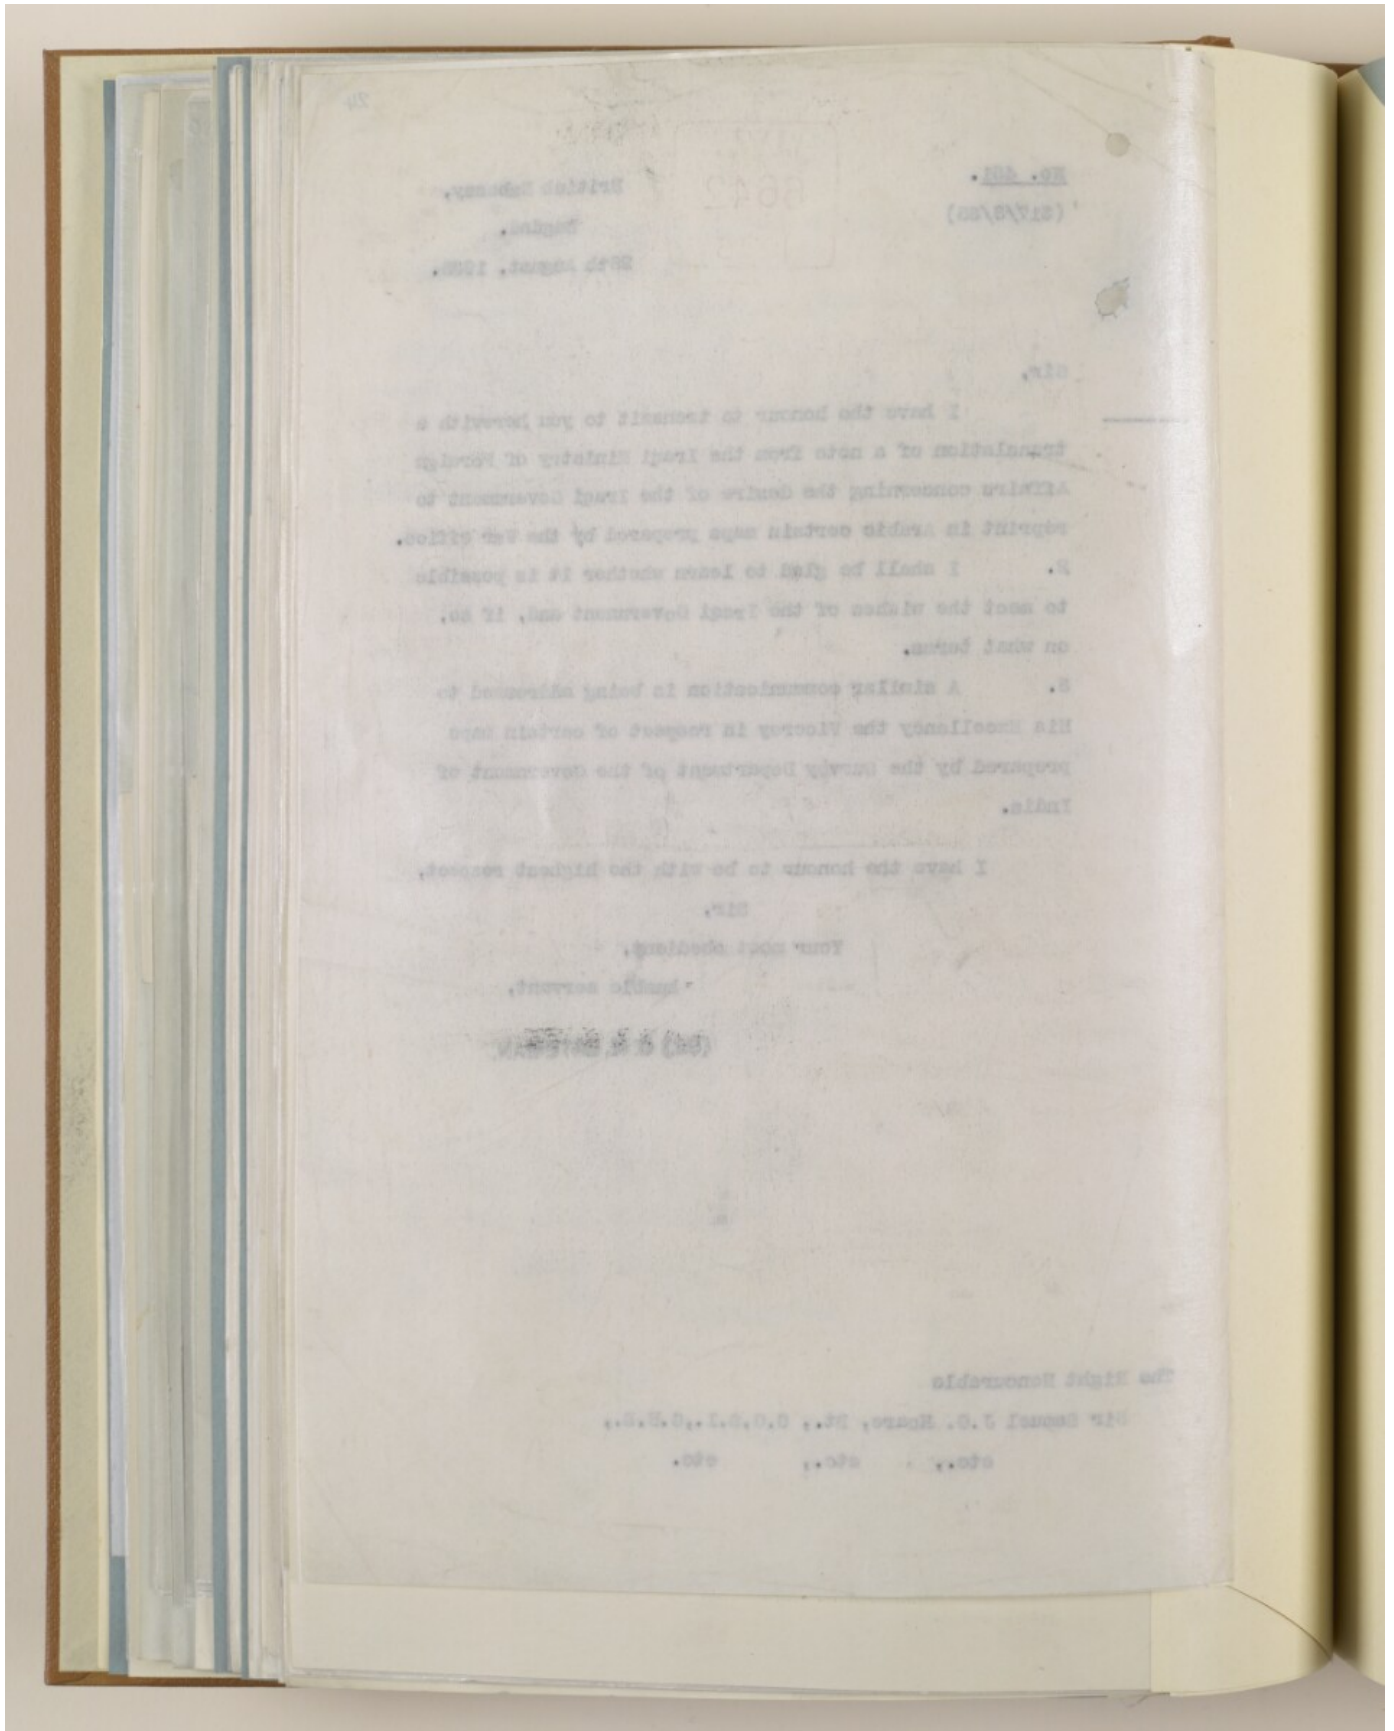 24
No. 401.
British Embassy,
(217/8/35)
8642
Bagdad.
28th August, 1935.
Sir,
I have the honour to transmit to you herewith a
translation of a note from the Iraqi Ministry of Foreign
Affairs concerning the desire of the Iraqi Government to
reprint in Arabic certain maps prepared by the War Office.
2. I shall be glad to learn whether it is possible
to meet the wishes of the Iraqi Government and, if so,
on what terms.
3. A similar communication is being addressed to
His Excellency the Viceroy in respect of certain maps
prepared by the Survey Department of the Government of
India.
I have the honour to be with the highest respect,
Sir,
Your most obedient,
humble servant,
(Sd) C. H. BATEMAN.
The Right Honourable
Sir Samuel J.G. Hoare, Bt., G.C.S.I.,G.B.E.,
etc., etc., etc.